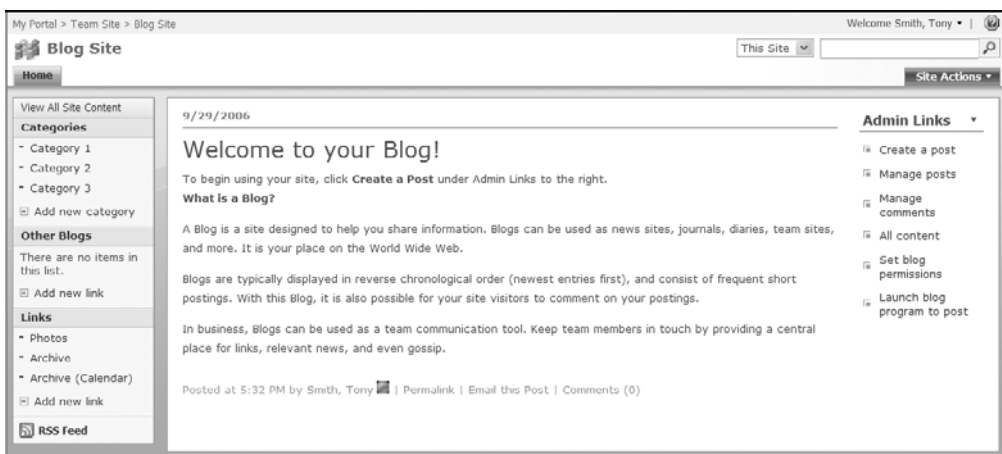 My Portal > Team Site > Blog Site
Welcome Smith, Tony
Blog Site
This Site
Home
Site Actions
View All Site Content
Categories
Category 1
Category 2
Category 3
Add new category
Other Blogs
There are no items in
this list.
Add new link
Links
Photos
Archive
Archive (Calendar)
Add new link
RSS Feed
9/29/2006
Welcome to your Blog!
To begin using your site, click Create a Post under Admin Links to the right.
What is a Blog?
A Blog is a site designed to help you share information. Blogs can be used as news sites, journals, diaries, team sites,
and more. It is your place on the World Wide Web.
Blogs are typically displayed in reverse chronological order (newest entries first), and consist of frequent short
postings. With this Blog, it is also possible for your site visitors to comment on your postings.
In business, Blogs can be used as a team communication tool. Keep team members in touch by providing a central
place for links, relevant news, and even gossip.
Posted at 5:32 PM by Smith, Tony | Permalink | Email this Post | Comments (0)
Admin Links
Create a post
Manage posts
Manage
comments
All content
Set blog
permissions
Launch blog
program to post